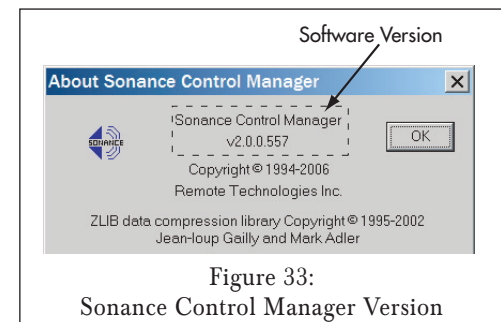 Software Version
About Sonance Control Manager
SONANCE
Sonance Control Manager
v2.0.0.557
OK
Copyright © 1994-2006
Remote Technologies Inc.
ZLIB data compression library Copyright © 1995-2002
Jean-loup Gailly and Mark Adler
Figure 33:
Sonance Control Manager Version